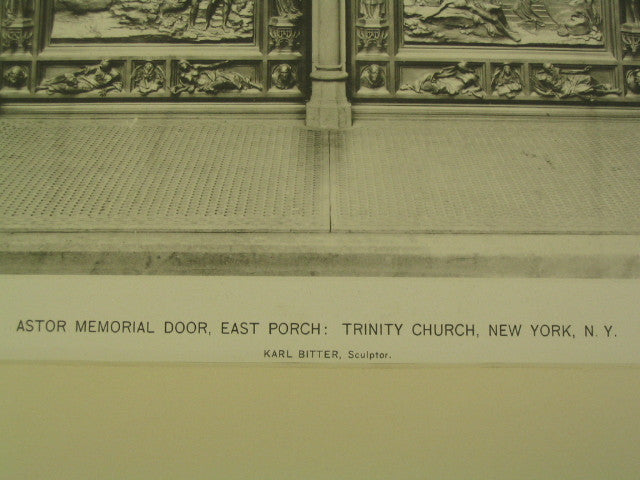 ASTOR MEMORIAL DOOR, EAST PORCH: TRINITY CHURCH, NEW YORK, N. Y.
KARL BITTER, Sculptor.